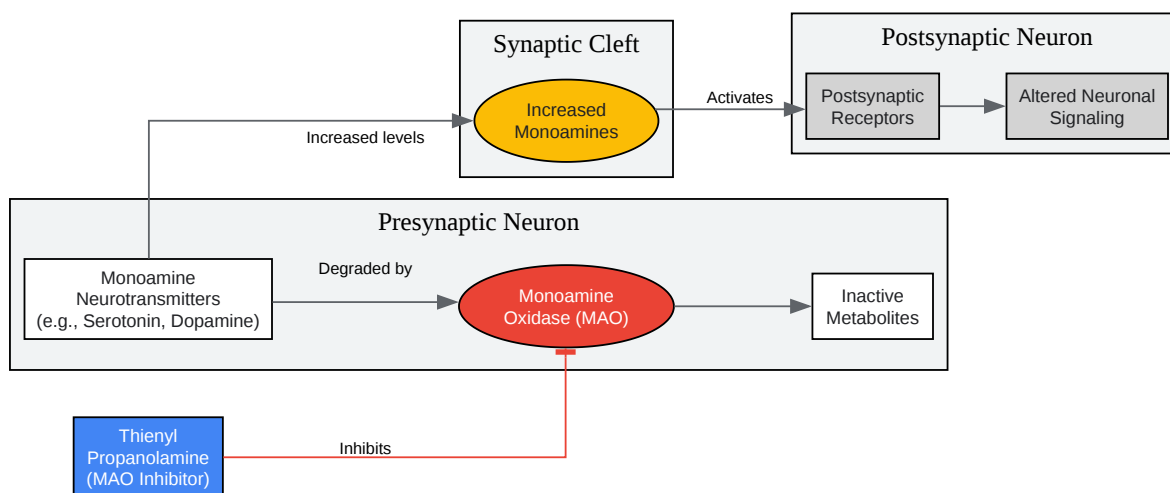 Synaptic Cleft
Increased
Monoamines
Postsynaptic Neuron
Activates
Postsynaptic
Receptors
Altered Neuronal
Signaling
Increased levels
Presynaptic Neuron
Monoamine
Neurotransmitters
(e.g., Serotonin, Dopamine)
Degraded by
Monoamine
Oxidase (MAO)
Inactive
Metabolites
Thienyl
Propanolamine
(MAO Inhibitor)
Inhibits